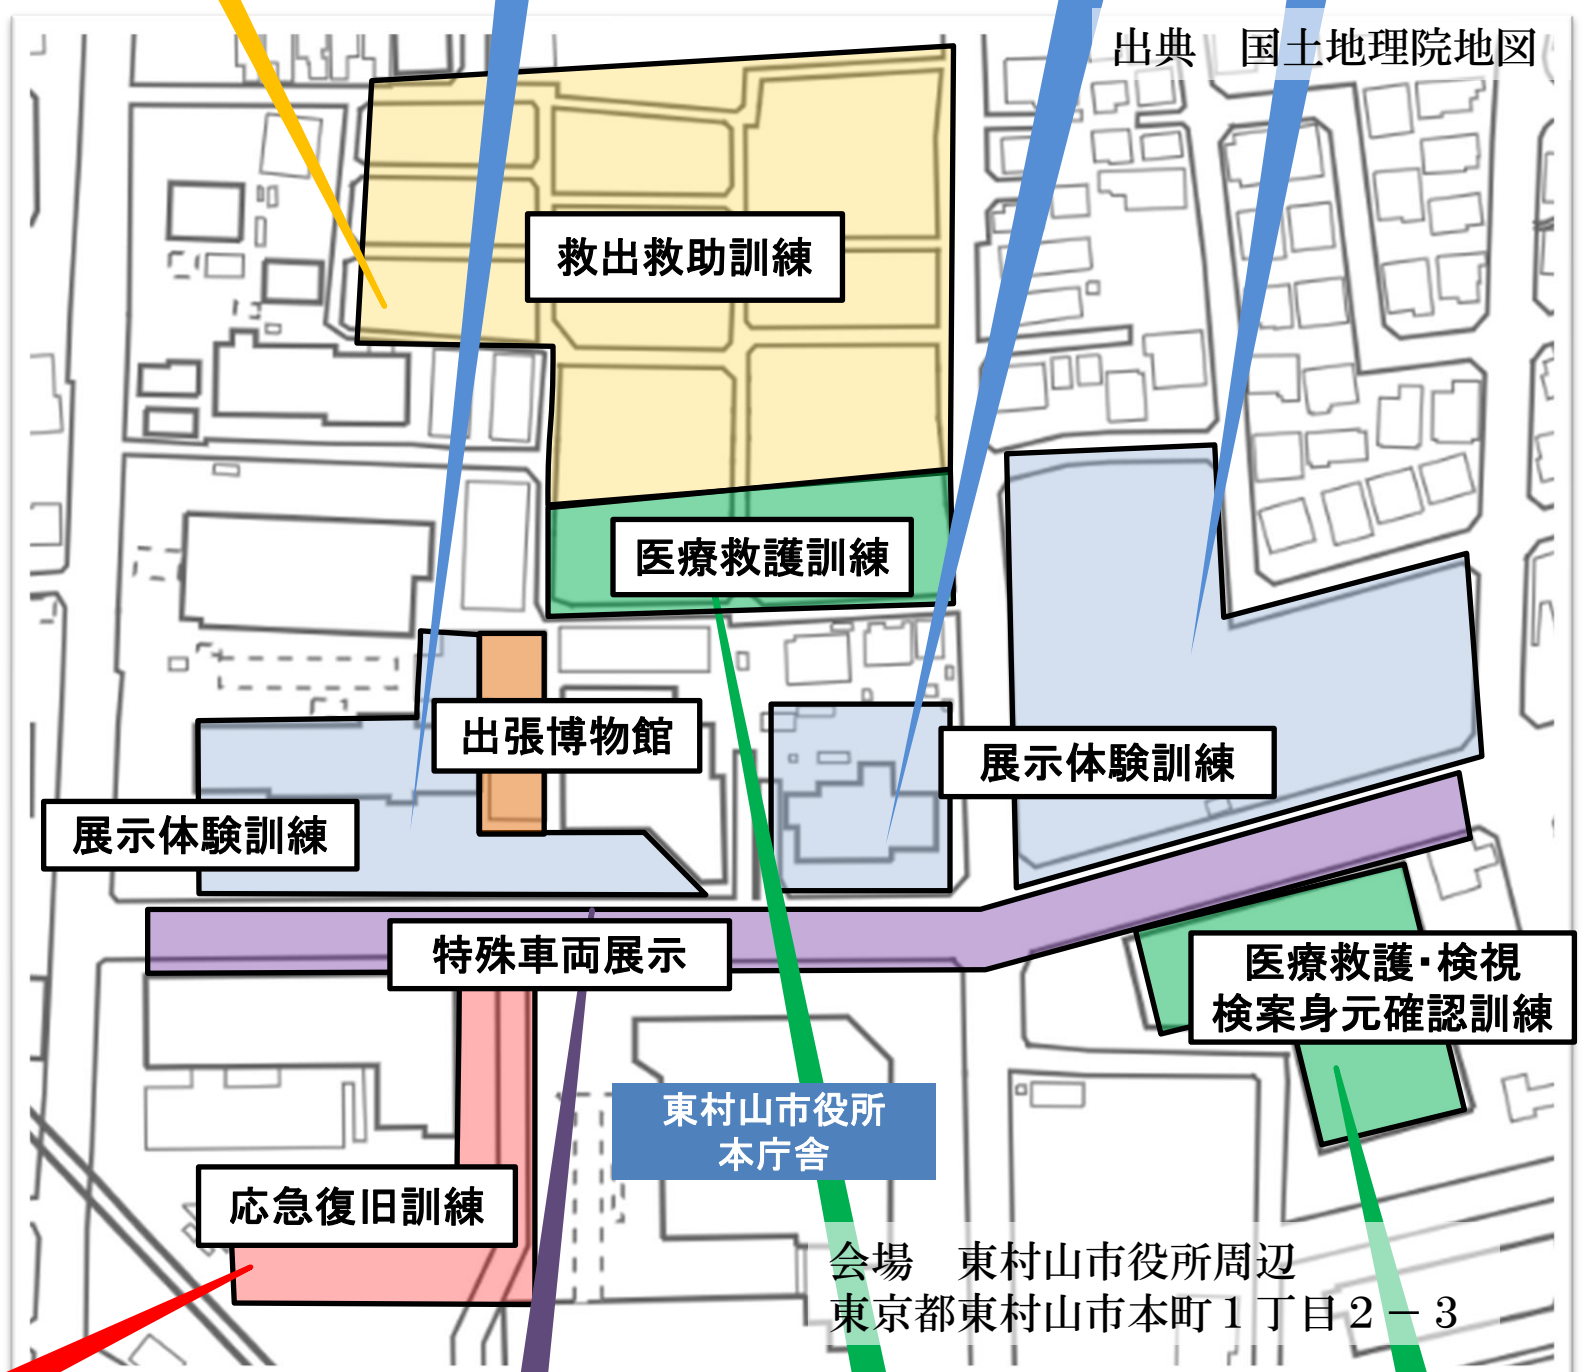 出典　国土地理院地図
救出救助訓練
医療救護訓練
出張博物館
展示体験訓練
展示体験訓練
特殊車両展示
医療救護・検視
検案身元確認訓練
東村山市役所
本庁舎
応急復旧訓練
会場　東村山市役所周辺
東京都東村山市本町１丁目２－３